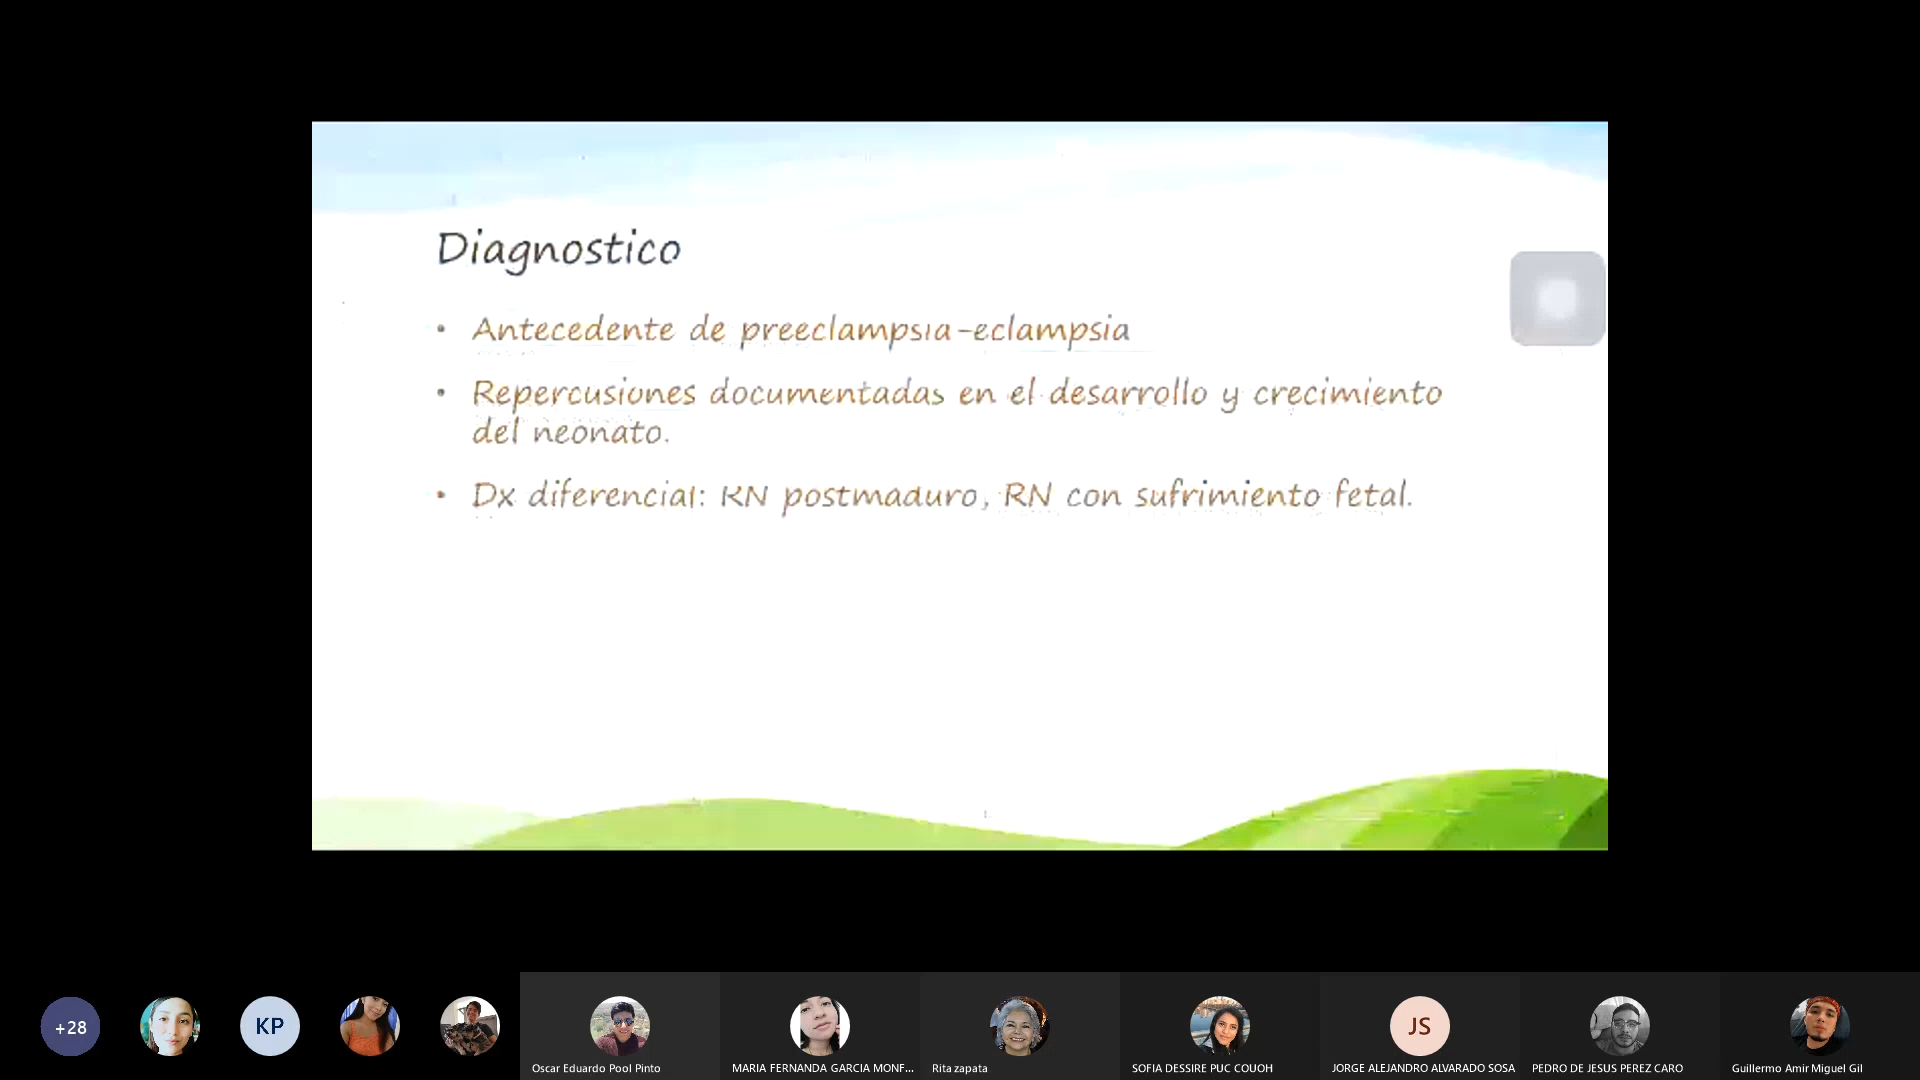 Diagnostico
• Antecedente de preeclampsia-eclampsia
• Repercusiones documentadas en el desarrollo y crecimiento
del neonato.
• Dx diferencial: RN postmaduro, RN con sufrimiento fetal.
+28
KP
JS
Oscar Eduardo Pool Pinto
MARIA FERNANDA GARCIA MONF...
Rita zapata
SOFIA DESSIRE PUC COUOH
JORGE ALEJANDRO ALVARADO SOSA
PEDRO DE JESUS PEREZ CARO
Guillermo Amir Miguel Gil